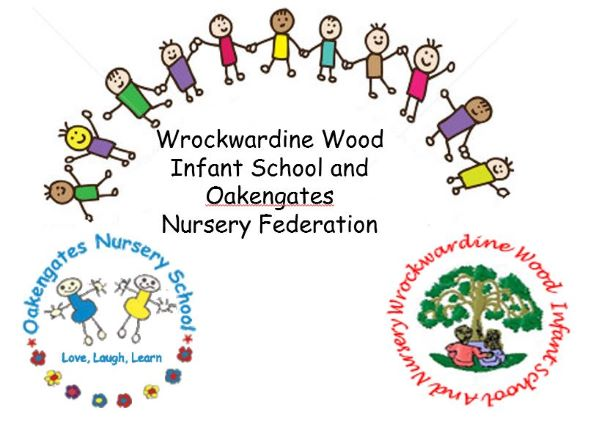 Wrockwardine Wood
Infant School and
Oakengates
Nursery Federation
Oakengates Nursery School
Love, Laugh, Learn
Wrockwardine Wood Infant School And Nursery